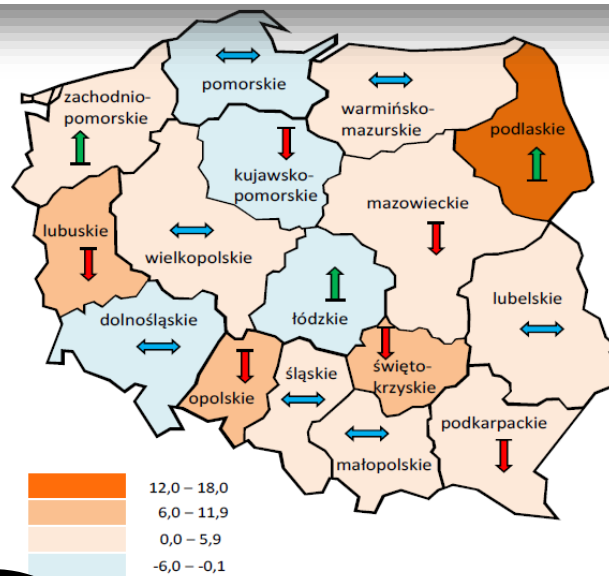 pomorskie
zachodnio-
pomorskie
warmińsko-
mazurskie
podlaskie
kujawsko-
pomorskie
mazowieckie
lubuskie
wielkopolskie
lubelskie
dolnośląskie
łódzkie
śląskie
święto-
krzyskie
opolskie
podkarpackie
małopolskie
12,0 – 18,0
6,0 – 11,9
0,0 – 5,9
-6,0 – -0,1